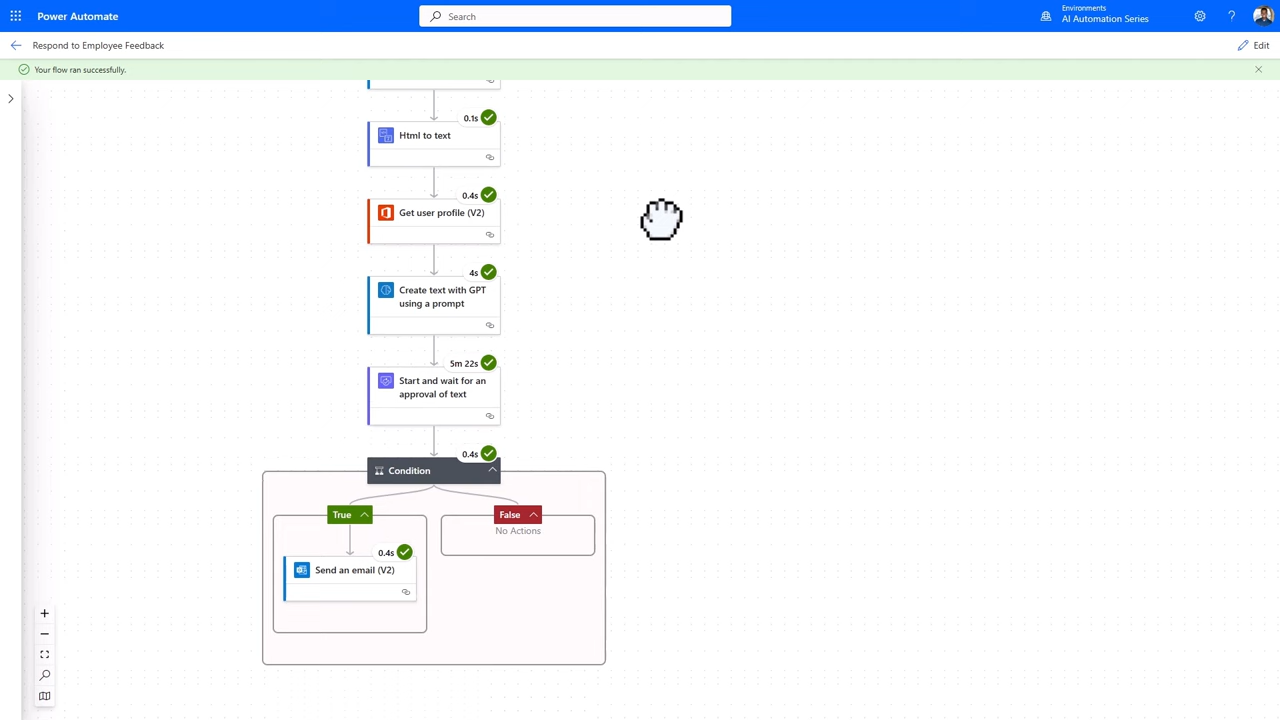 Power Automate
Search
Environments
AI Automation Series
Respond to Employee Feedback
Edit
Your flow ran successfully.
0.1s
Html to text
0.4s
Get user profile (V2)
4s
Create text with GPT
using a prompt
5m 22s
Start and wait for an
approval of text
0.4s
Condition
True
False
No Actions
0.4s
Send an email (V2)